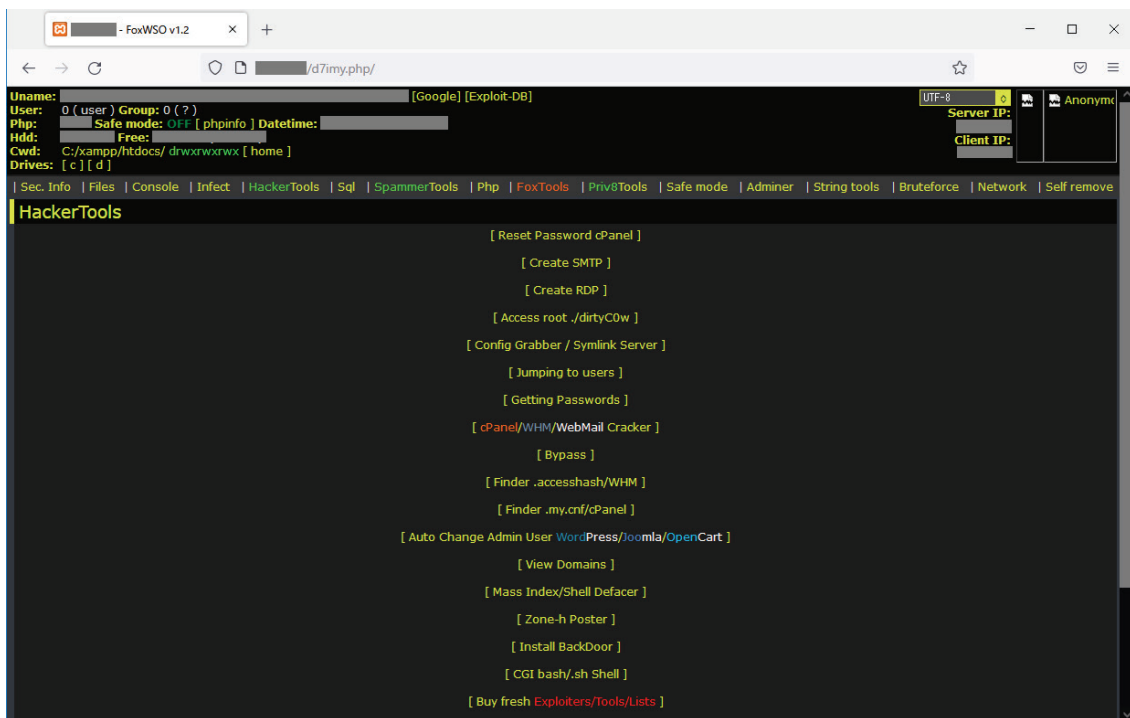 - FoxWSO v1.2
/d7imy.php/
Uname: [Google] [Exploit-DB]
User: 0 ( user ) Group: 0 ( ? )
Php: Safe mode: OFF [ phpinfo ] Datetime:
Hdd: Free:
Cwd: C:/xampp/htdocs/ drwxrwxrwx [ home ]
Drives: [ c ] [ d ]
UTF-8
Server IP:
Client IP:
Anonymo
| Sec. Info | Files | Console | Infect | HackerTools | Sql | SpammerTools | Php | FoxTools | Priv8Tools | Safe mode | Adminer | String tools | Bruteforce | Network | Self remove
HackerTools
[ Reset Password cPanel ]
[ Create SMTP ]
[ Create RDP ]
[ Access root ./dirtyC0w ]
[ Config Grabber / Symlink Server ]
[ Jumping to users ]
[ Getting Passwords ]
[ cPanel/WHM/WebMail Cracker ]
[ Bypass ]
[ Finder .accesshash/WHM ]
[ Finder .my.cnf/cPanel ]
[ Auto Change Admin User WordPress/Joomla/OpenCart ]
[ View Domains ]
[ Mass Index/Shell Defacer ]
[ Zone-h Poster ]
[ Install BackDoor ]
[ CGI bash/.sh Shell ]
[ Buy fresh Exploiters/Tools/Lists ]